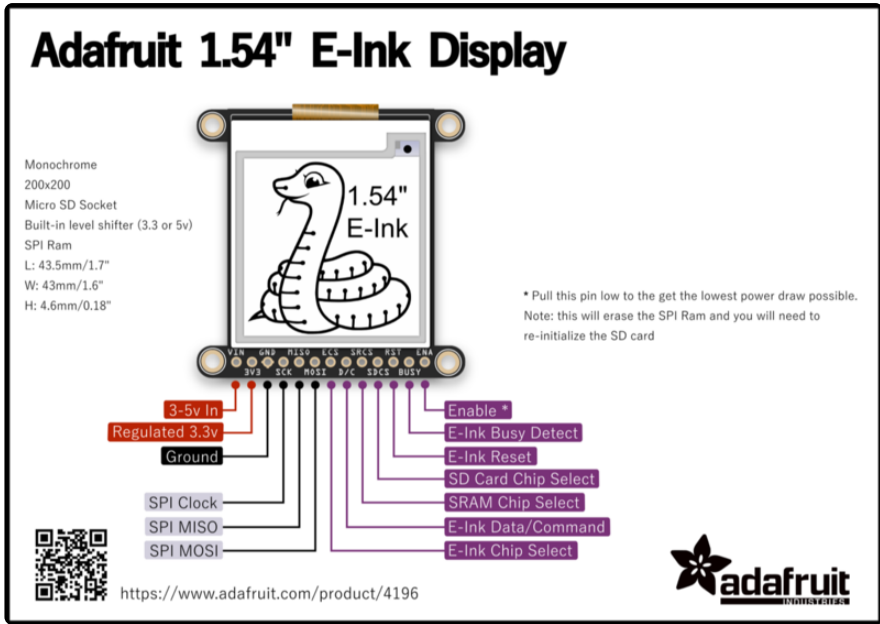 Adafruit 1.54" E-Ink Display
Monochrome
200x200
Micro SD Socket
Built-in level shifter (3.3 or 5v)
SPI Ram
L: 43.5mm/1.7"
W: 43mm/1.6"
H: 4.6mm/0.18"
1.54"
E-Ink
* Pull this pin low to the get the lowest power draw possible.
Note: this will erase the SPI Ram and you will need to
re-initialize the SD card
VIN GND MISO ECS SRCS RST ENA
3V3 SCK MOSI D/C SDCS BUSY
3-5v In
Regulated 3.3v
Ground
SPI Clock
SPI MISO
SPI MOSI
Enable *
E-Ink Busy Detect
E-Ink Reset
SD Card Chip Select
SRAM Chip Select
E-Ink Data/Command
E-Ink Chip Select
https://www.adafruit.com/product/4196
adafruit
INDUSTRIES